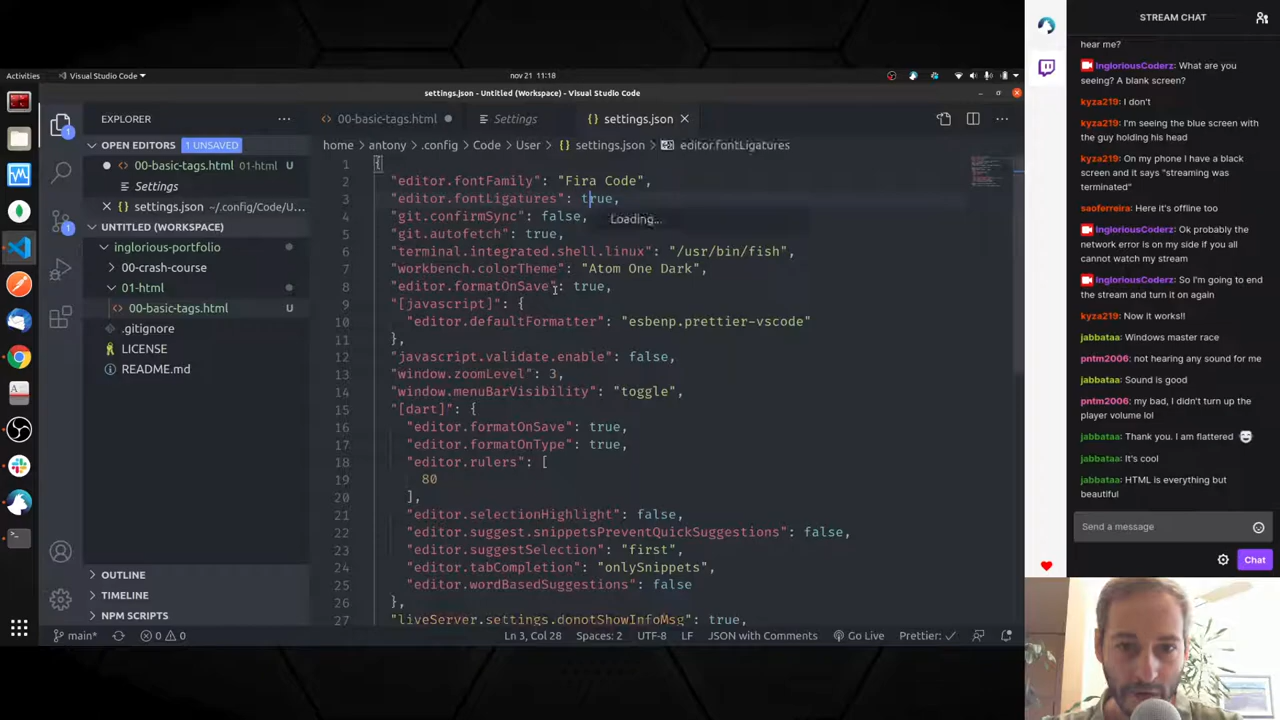 Activities
Visual Studio Code
nov 21 11:18
settings.json - Untitled (Workspace) - Visual Studio Code
EXPLORER
OPEN EDITORS
1 UNSAVED
00-basic-tags.html 01-html U
Settings
settings.json ~/.config/Code/U...
UNTITLED (WORKSPACE)
inglorious-portfolio
00-crash-course
01-html
00-basic-tags.html U
.gitignore
LICENSE
README.md
OUTLINE
TIMELINE
NPM SCRIPTS
00-basic-tags.html
Settings
settings.json
home > antony > .config > Code > User > settings.json > editor.fontLigatures
1 {
2 "editor.fontFamily": "Fira Code",
3 "editor.fontLigatures": true,
4 "git.confirmSync": false,
Loading...
5 "git.autofetch": true,
6 "terminal.integrated.shell.linux": "/usr/bin/fish",
7 "workbench.colorTheme": "Atom One Dark",
8 "editor.formatOnSave": true,
9 "[javascript]": {
10 "editor.defaultFormatter": "esbenp.prettier-vscode"
11 },
12 "javascript.validate.enable": false,
13 "window.zoomLevel": 3,
14 "window.menuBarVisibility": "toggle",
15 "[dart]": {
16 "editor.formatOnSave": true,
17 "editor.formatOnType": true,
18 "editor.rulers": [
19 80
20 ],
21 "editor.selectionHighlight": false,
22 "editor.suggest.snippetsPreventQuickSuggestions": false,
23 "editor.suggestSelection": "first",
24 "editor.tabCompletion": "onlySnippets",
25 "editor.wordBasedSuggestions": false
26 },
27 "liveServer.settings.donotShowInfoMsg": true,
main*
0 0
Ln 3, Col 28
Spaces: 2
UTF-8
LF
JSON with Comments
Go Live
Prettier: ✓
STREAM CHAT
hear me?
IngloriousCoderz: What are you
seeing? A blank screen?
kyza219: I don't
kyza219: I'm seeing the blue screen with
the guy holding his head
kyza219: On my phone I have a black
screen and it says "streaming was
terminated"
saoferreira: Here it's offline too
IngloriousCoderz: Ok probably the
network error is on my side if you all
cannot watch my stream
IngloriousCoderz: So I'm going to end
the stream and turn it on again
kyza219: Now it works!!
jabbataa: Windows master race
pntm2006: not hearing any sound for me
jabbataa: Sound is good
pntm2006: my bad, I didn't turn up the
player volume lol
jabbataa: Thank you. I am flattered
jabbataa: It's cool
jabbataa: HTML is everything but
beautiful
Send a message
Chat